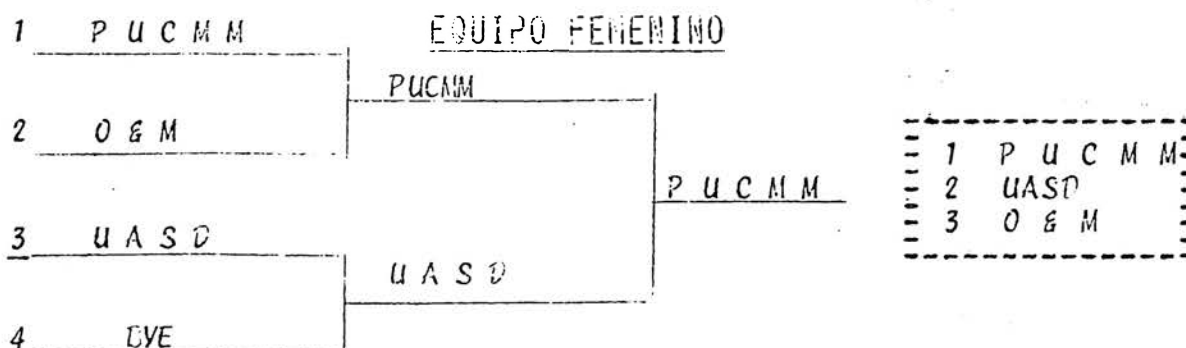 EQUIPO FEMENINO
1 P U C M M
PUCMM
2 O & M
P U C M M
3 U A S D
U A S D
4 BYE
1 P U C M M
2 UASD
3 O & M